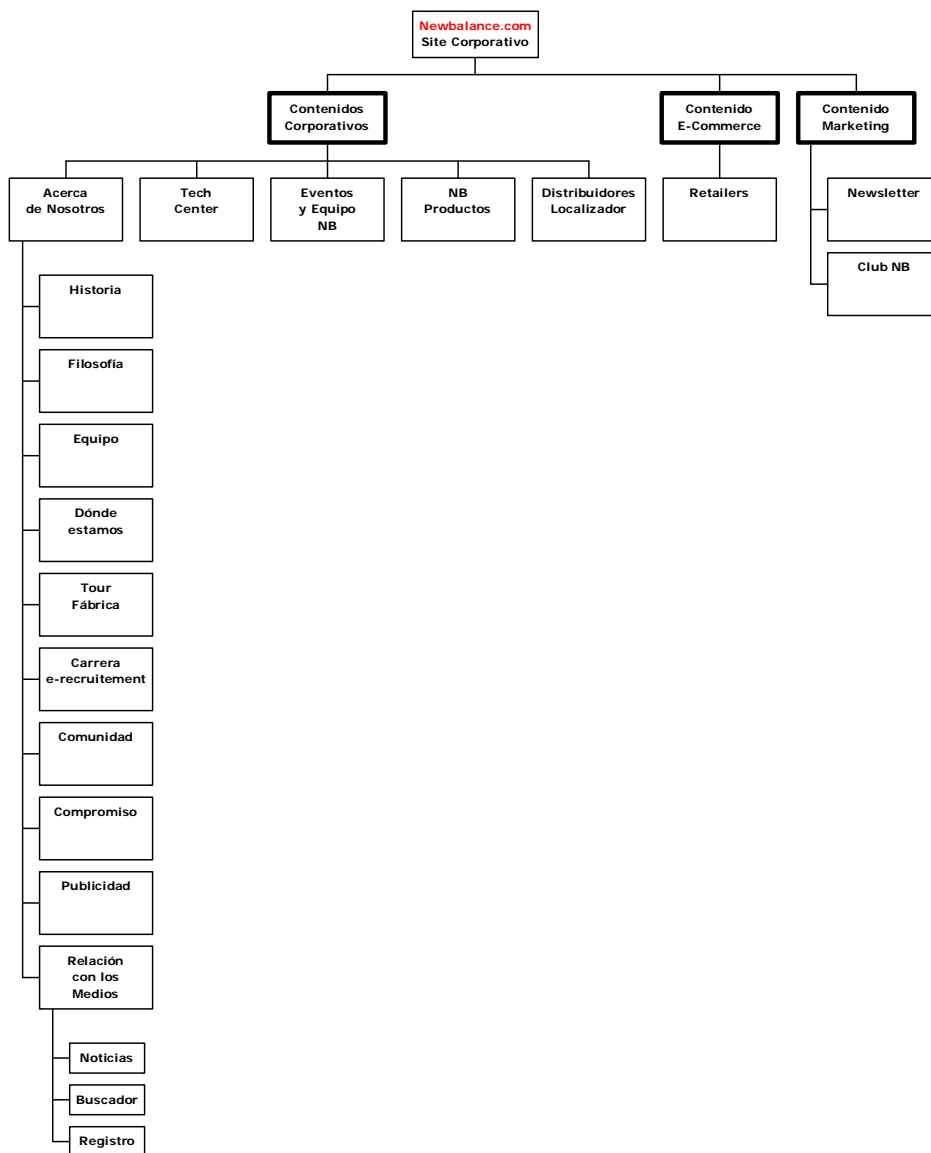 Newbalance.com
Site Corporativo
Contenidos
Corporativos
Contenido
E-Commerce
Contenido
Marketing
Acerca
de Nosotros
Tech
Center
Eventos
y Equipo
NB
NB
Productos
Distribuidores
Localizador
Retailers
Newsletter
Club NB
Historia
Filosofía
Equipo
Dónde
estamos
Tour
Fábrica
Carrera
e-recruitement
Comunidad
Compromiso
Publicidad
Relación
con los
Medios
Noticias
Buscador
Registro